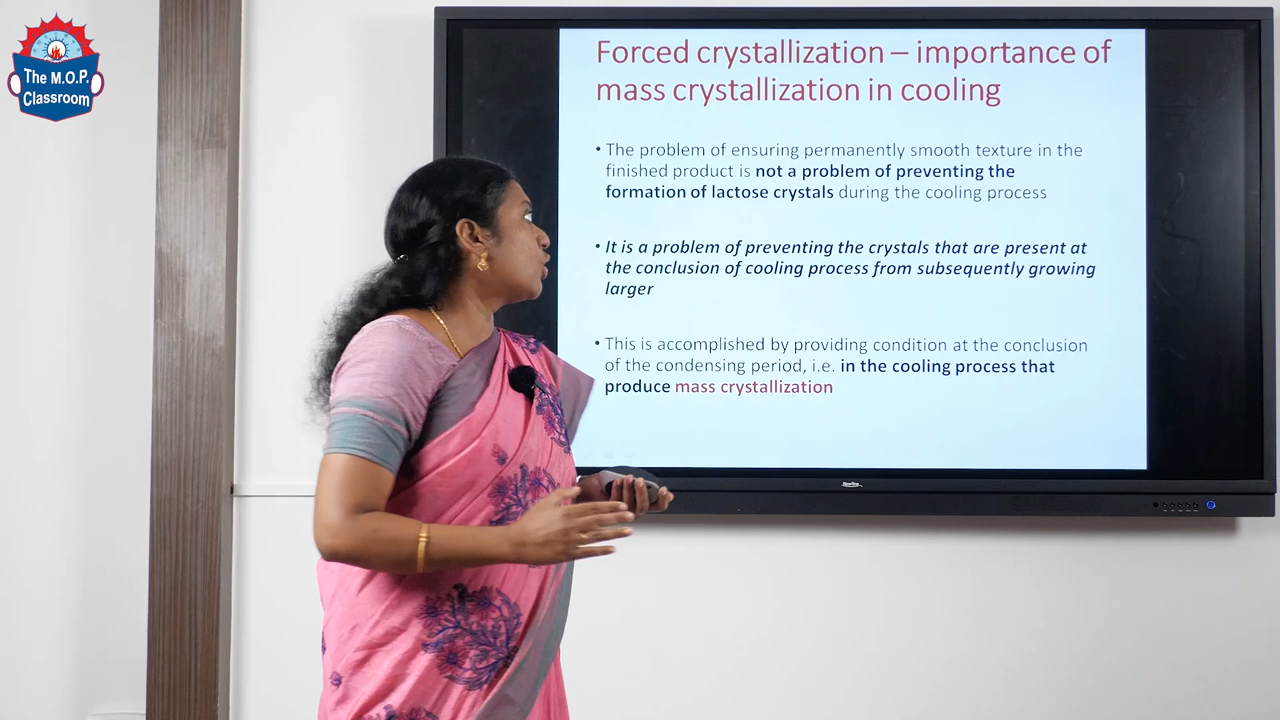 The M.O.P.
Classroom
Forced crystallization – importance of
mass crystallization in cooling
• The problem of ensuring permanently smooth texture in the
finished product is not a problem of preventing the
formation of lactose crystals during the cooling process
• It is a problem of preventing the crystals that are present at
the conclusion of cooling process from subsequently growing
larger
• This is accomplished by providing condition at the conclusion
of the condensing period, i.e. in the cooling process that
produce mass crystallization